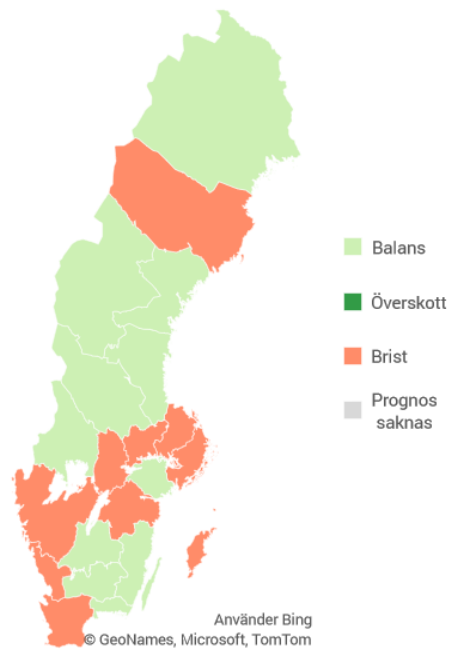 Balans
Överskott
Brist
Prognos
saknas
Använder Bing
© GeoNames, Microsoft, TomTom